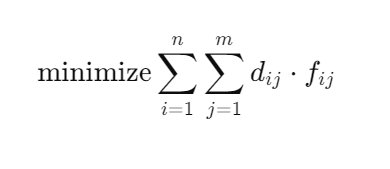 minimize $\sum_{i=1}^{n} \sum_{j=1}^{m} d_{ij} \cdot f_{ij}$